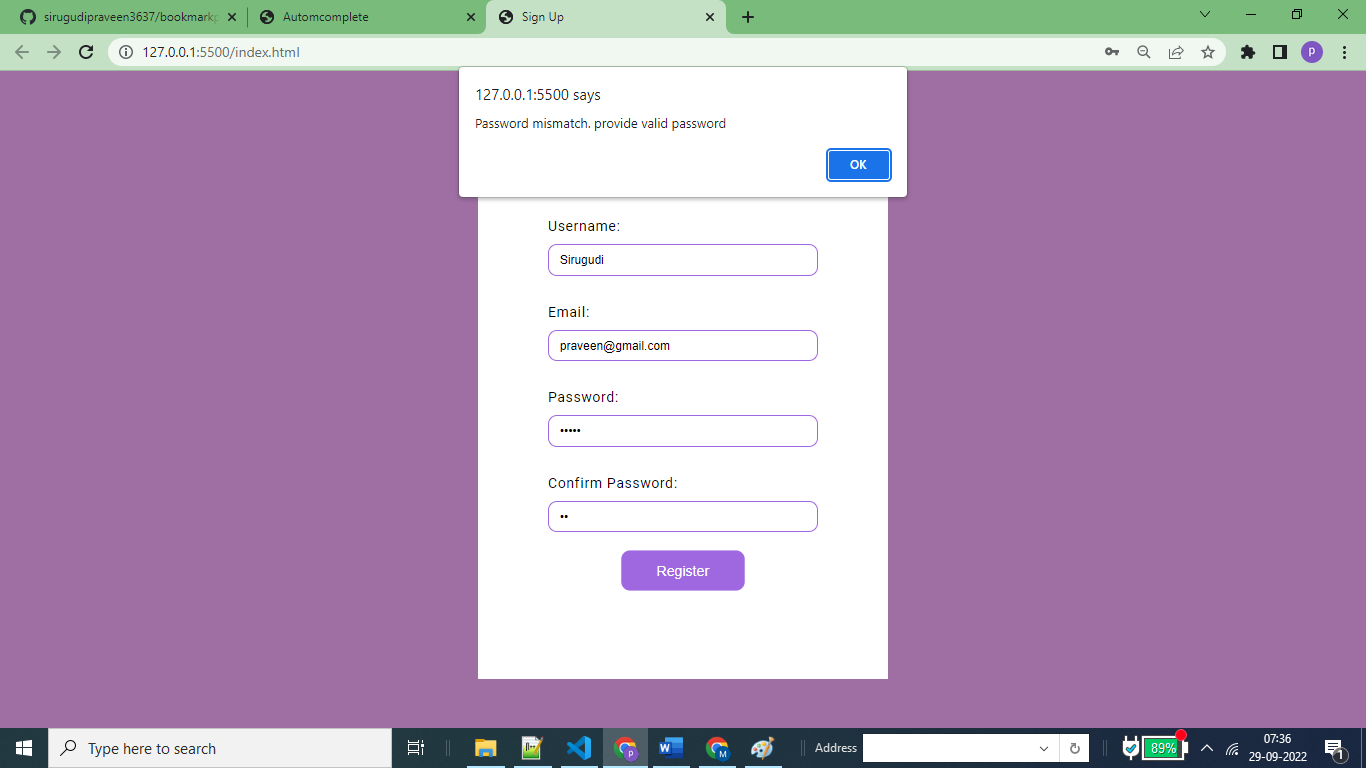 sirugudipraveen3637/bookmarkp
Automcomplete
Sign Up
127.0.0.1:5500/index.html
P
127.0.0.1:5500 says
Password mismatch. provide valid password
OK
Username:
Sirugudi
Email:
praveen@gmail.com
Password:
•••••
Confirm Password:
••
Register
Type here to search
P
W
M
Address
89%
07:36
29-09-2022
1